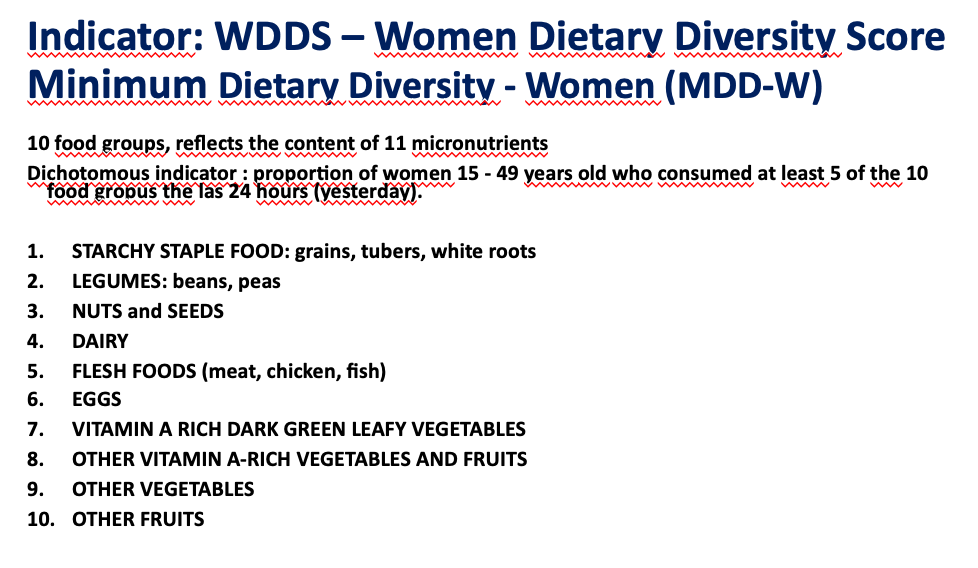 Indicator: WDDS – Women Dietary Diversity Score
Minimum Dietary Diversity - Women (MDD-W)
10 food groups, reflects the content of 11 micronutrients
Dichotomous indicator : proportion of women 15 - 49 years old who consumed at least 5 of the 10
food gropus the las 24 hours (yesterday).
1. STARCHY STAPLE FOOD: grains, tubers, white roots
2. LEGUMES: beans, peas
3. NUTS and SEEDS
4. DAIRY
5. FLESH FOODS (meat, chicken, fish)
6. EGGS
7. VITAMIN A RICH DARK GREEN LEAFY VEGETABLES
8. OTHER VITAMIN A-RICH VEGETABLES AND FRUITS
9. OTHER VEGETABLES
10. OTHER FRUITS